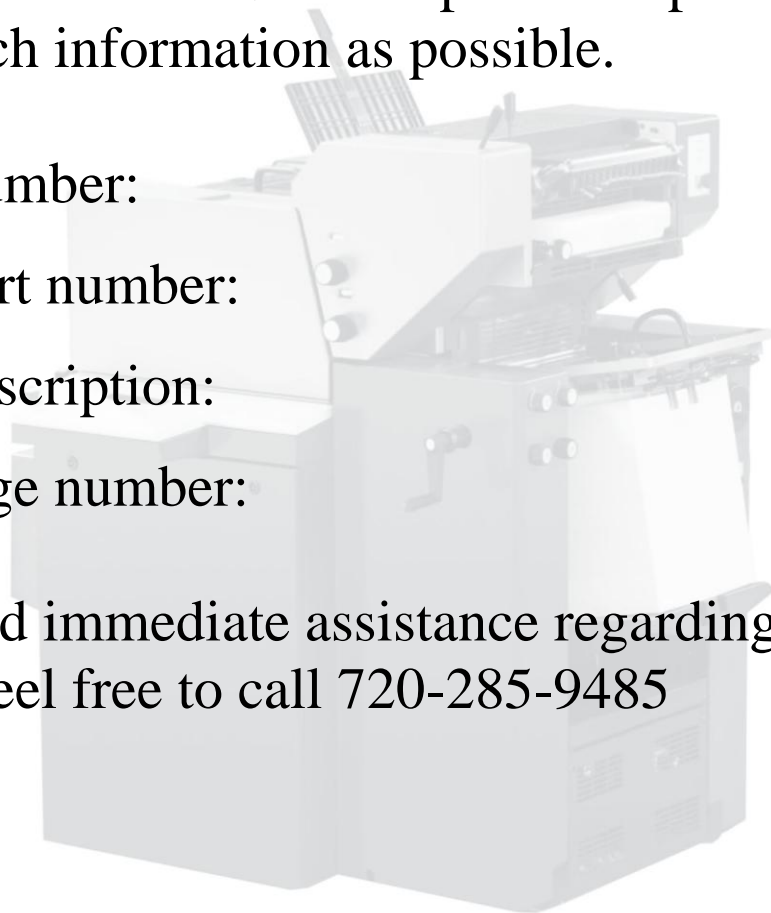 ch information as possible.
umber:
rt number:
scription:
ge number:
d immediate assistance regarding
eel free to call 720-285-9485